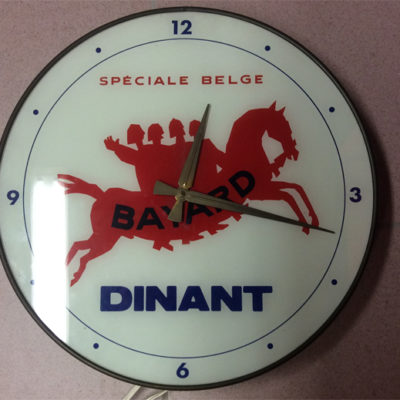 12
SPÉCIALE BELGE
9
BAYARD
3
DINANT
6